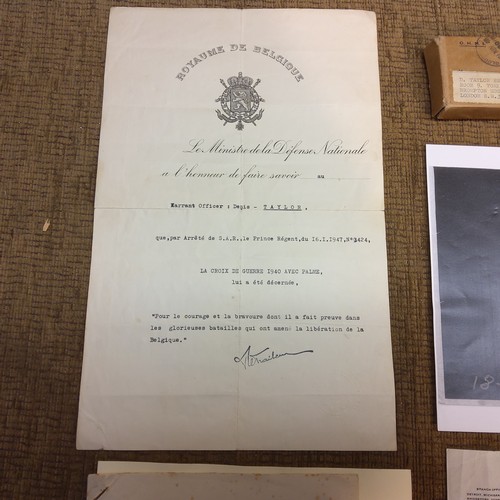 ROYAUME DE BELGIQUE
Le Ministre de la Défense Nationale
a l'honneur de faire savoir au
Warrant Officer : Denis - TAYLOR,
que, par Arrêté de S.A.R., le Prince Régent, du 16.1.1947, N°3424,
LA CROIX DE GUERRE 1940 AVEC PALME,
lui a été décernée,
"Pour le courage et la bravoure dont il a fait preuve dans
les glorieuses batailles qui ont amené la libération de la
Belgique."
LONDON
18